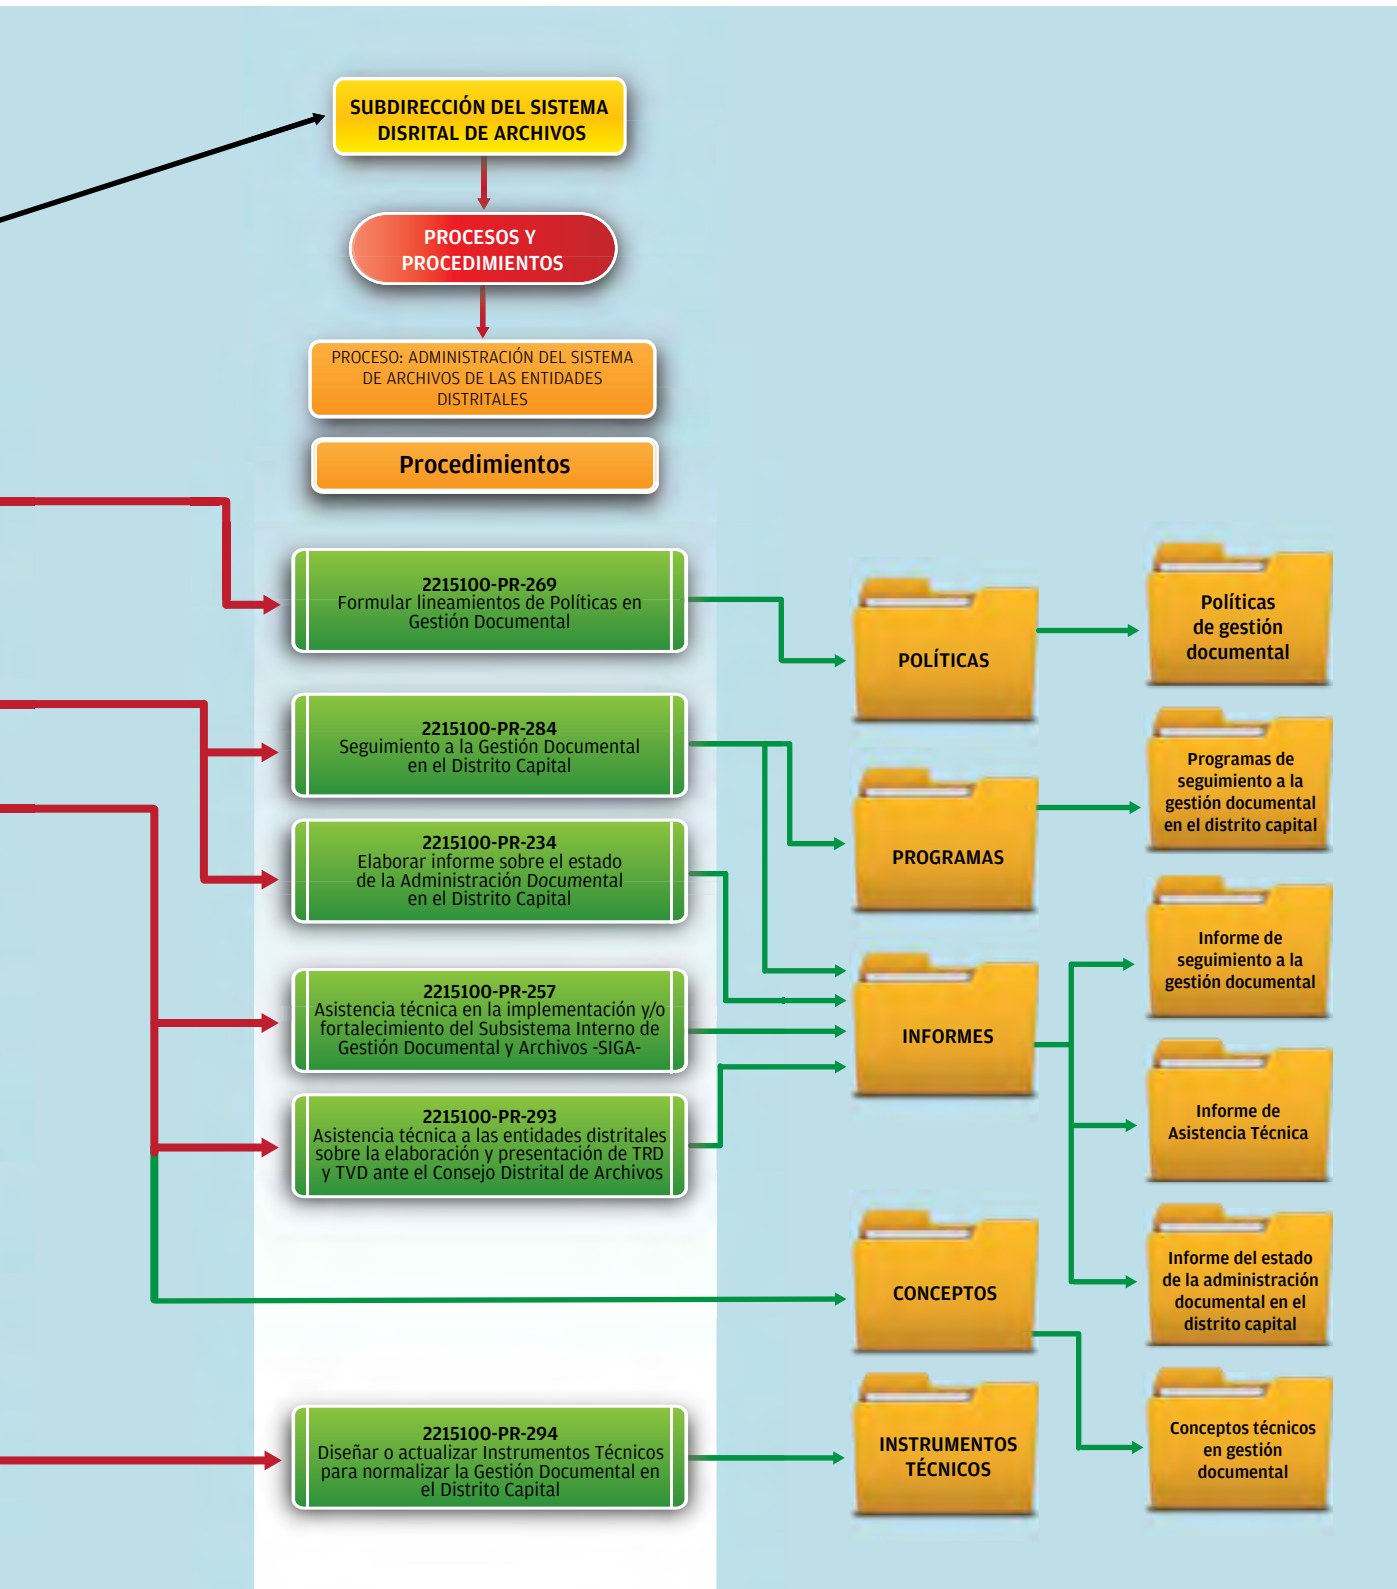 SUBDIRECCIÓN DEL SISTEMA
DISRITAL DE ARCHIVOS
PROCESOS Y
PROCEDIMIENTOS
PROCESO: ADMINISTRACIÓN DEL SISTEMA
DE ARCHIVOS DE LAS ENTIDADES
DISTRITALES
Procedimientos
2215100-PR-269
Formular lineamientos de Políticas en
Gestión Documental
2215100-PR-284
Seguimiento a la Gestión Documental
en el Distrito Capital
2215100-PR-234
Elaborar informe sobre el estado
de la Administración Documental
en el Distrito Capital
2215100-PR-257
Asistencia técnica en la implementación y/o
fortalecimiento del Subsistema Interno de
Gestión Documental y Archivos -SIGA-
2215100-PR-293
Asistencia técnica a las entidades distritales
sobre la elaboración y presentación de TRD
y TVD ante el Consejo Distrital de Archivos
2215100-PR-294
Diseñar o actualizar Instrumentos Técnicos
para normalizar la Gestión Documental en
el Distrito Capital
POLÍTICAS
PROGRAMAS
INFORMES
CONCEPTOS
INSTRUMENTOS
TÉCNICOS
Políticas
de gestión
documental
Programas de
seguimiento a la
gestión documental
en el distrito capital
Informe de
seguimiento a la
gestión documental
Informe de
Asistencia Técnica
Informe del estado
de la administración
documental en el
distrito capital
Conceptos técnicos
en gestión
documental